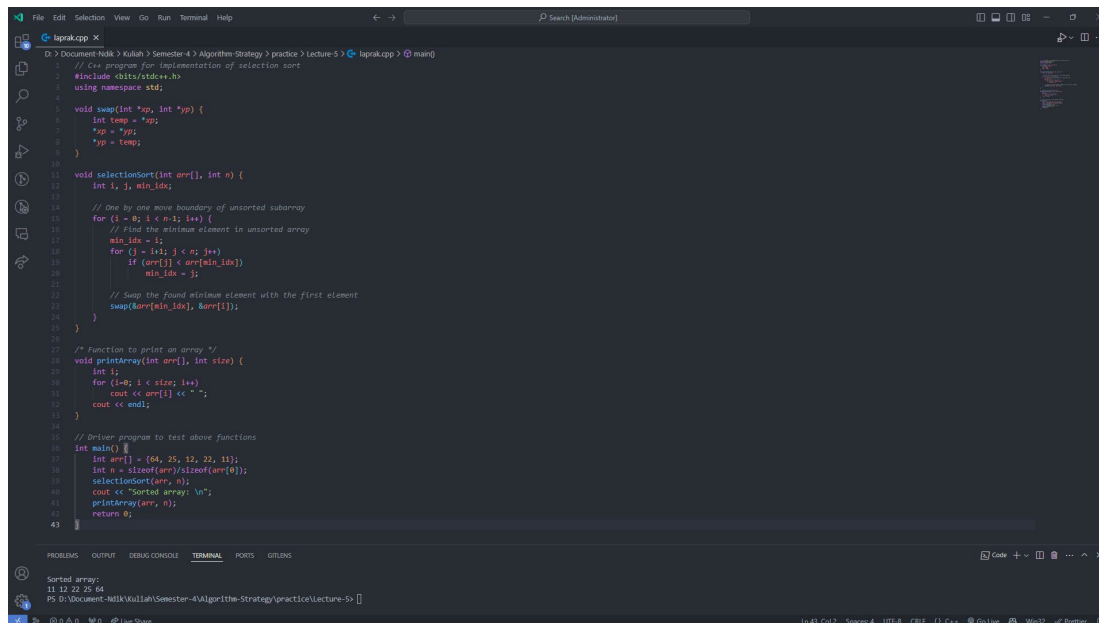 File Edit Selection View Go Run Terminal Help
Search [Administrator]
laprak.cpp
D: > Document-Ndik > Kuliah > Semester-4 > Algorithm-Strategy > practice > Lecture-5 > laprak.cpp > main()
1 // C++ program for implementation of selection sort
2 #include <bits/stdc++.h>
3 using namespace std;
4
5 void swap(int *xp, int *yp) {
6 int temp = *xp;
7 *xp = *yp;
8 *yp = temp;
9 }
10
11 void selectionSort(int arr[], int n) {
12 int i, j, min_idx;
13
14 // One by one move boundary of unsorted subarray
15 for (i = 0; i < n-1; i++) {
16 // Find the minimum element in unsorted array
17 min_idx = i;
18 for (j = i+1; j < n; j++)
19 if (arr[j] < arr[min_idx])
20 min_idx = j;
21
22 // Swap the found minimum element with the first element
23 swap(&arr[min_idx], &arr[i]);
24 }
25 }
26
27 /* Function to print an array */
28 void printArray(int arr[], int size) {
29 int i;
30 for (i=0; i < size; i++)
31 cout << arr[i] << " ";
32 cout << endl;
33 }
34
35 // Driver program to test above functions
36 int main() {
37 int arr[] = {64, 25, 12, 22, 11};
38 int n = sizeof(arr)/sizeof(arr[0]);
39 selectionSort(arr, n);
40 cout << "Sorted array: \n";
41 printArray(arr, n);
42 return 0;
43 }
PROBLEMS OUTPUT DEBUG CONSOLE TERMINAL PORTS GITLENS
Code
Sorted array:
11 12 22 25 64
PS D:\Document-Ndik\Kuliah\Semester-4\Algorithm-Strategy\practice\Lecture-5>
0 0 0 Live Share Ln 43, Col 2 Spaces: 4 UTF-8 CRLF {} C++ Go Live Win32 Prettier